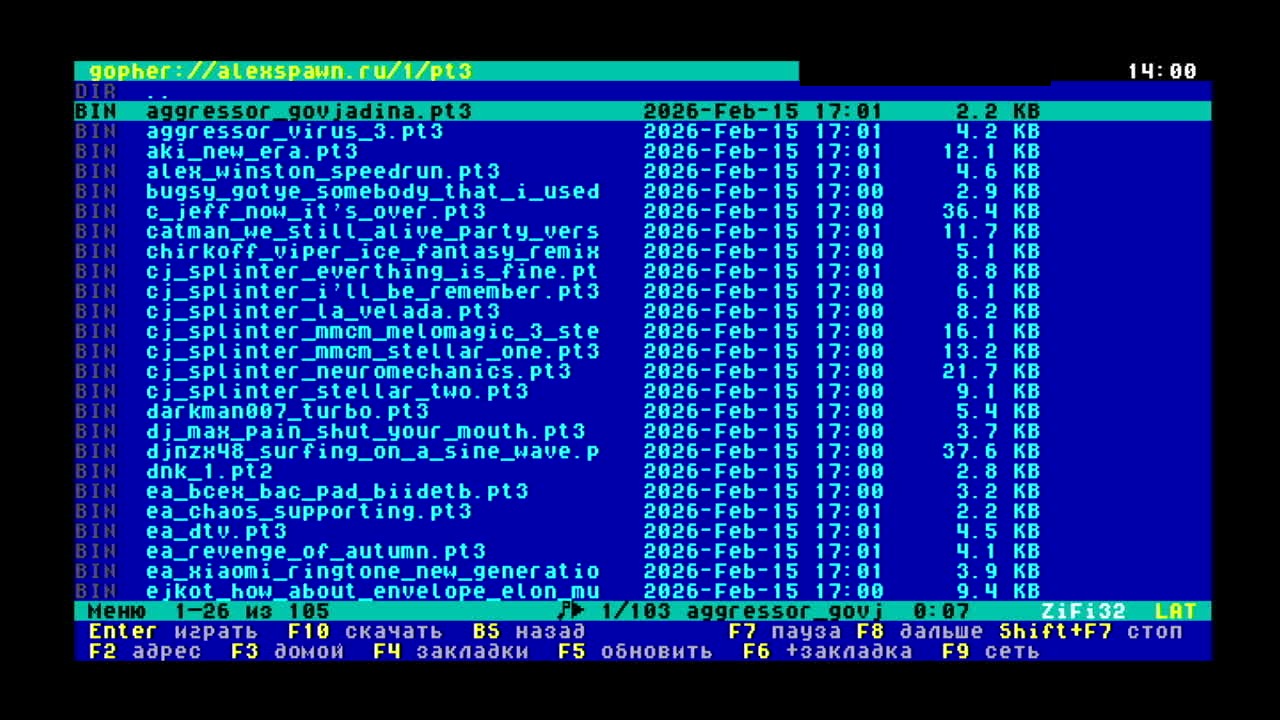 gopher://alexspawn.ru/1/pt3 14:00
DIR ..
BIN aggressor_govjadina.pt3 2026-Feb-15 17:01 2.2 KB
BIN aggressor_virus_3.pt3 2026-Feb-15 17:01 4.2 KB
BIN aki_new_era.pt3 2026-Feb-15 17:01 12.1 KB
BIN alex_winston_speedrun.pt3 2026-Feb-15 17:01 4.6 KB
BIN bugsy_gotye_somebody_that_i_used 2026-Feb-15 17:00 2.9 KB
BIN c_jeff_now_it's_over.pt3 2026-Feb-15 17:00 36.4 KB
BIN catman_we_still_alive_party_vers 2026-Feb-15 17:01 11.7 KB
BIN chirkoff_viper_ice_fantasy_remix 2026-Feb-15 17:00 5.1 KB
BIN cj_splinter_everthing_is_fine.pt 2026-Feb-15 17:01 8.8 KB
BIN cj_splinter_i'll_be_remember.pt3 2026-Feb-15 17:00 6.1 KB
BIN cj_splinter_la_velada.pt3 2026-Feb-15 17:00 8.2 KB
BIN cj_splinter_mmcm_melomagic_3_ste 2026-Feb-15 17:00 16.1 KB
BIN cj_splinter_mmcm_stellar_one.pt3 2026-Feb-15 17:00 13.2 KB
BIN cj_splinter_neuromechanics.pt3 2026-Feb-15 17:00 21.7 KB
BIN cj_splinter_stellar_two.pt3 2026-Feb-15 17:00 9.1 KB
BIN darkman007_turbo.pt3 2026-Feb-15 17:00 5.4 KB
BIN dj_max_pain_shut_your_mouth.pt3 2026-Feb-15 17:00 3.7 KB
BIN djnzx48_surfing_on_a_sine_wave.p 2026-Feb-15 17:00 37.6 KB
BIN dnk_1.pt2 2026-Feb-15 17:00 2.8 KB
BIN ea_bcex_bac_pad_biidetb.pt3 2026-Feb-15 17:00 3.2 KB
BIN ea_chaos_supporting.pt3 2026-Feb-15 17:01 2.2 KB
BIN ea_dtv.pt3 2026-Feb-15 17:01 4.5 KB
BIN ea_revenge_of_autumn.pt3 2026-Feb-15 17:01 4.1 KB
BIN ea_xiaomi_ringtone_new_generatio 2026-Feb-15 17:01 3.9 KB
BIN ejkot_how_about_envelope_elon_mu 2026-Feb-15 17:00 9.4 KB
Меню 1-26 из 105 1/103 aggressor_govj 0:07 ZiFi32 LAT
Enter играть F10 скачать BS назад F7 пауза F8 дальше Shift+F7 стоп
F2 адрес F3 домой F4 закладки F5 обновить F6 +закладка F9 сеть